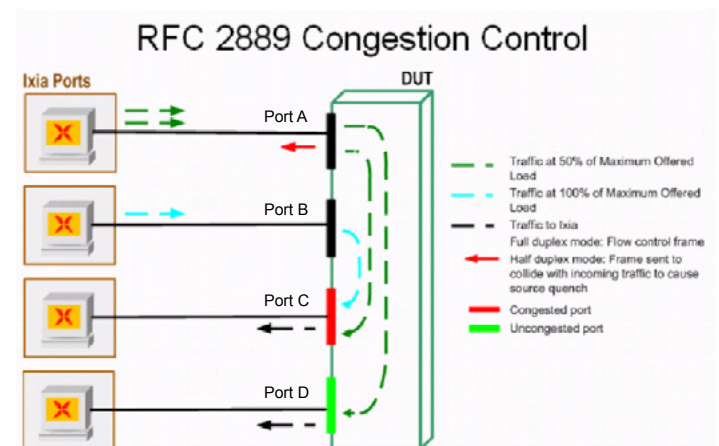 RFC 2889 Congestion Control
Ixia Ports
DUT
Port A
Port B
Port C
Port D
Traffic at 50% of Maximum Offered
Load
Traffic at 100% of Maximum Offered
Load
Traffic to Ixia
Full duplex mode: Flow control frame
Half duplex mode: Frame sent to
collide with incoming traffic to cause
source quench
Congested port
Uncongested port